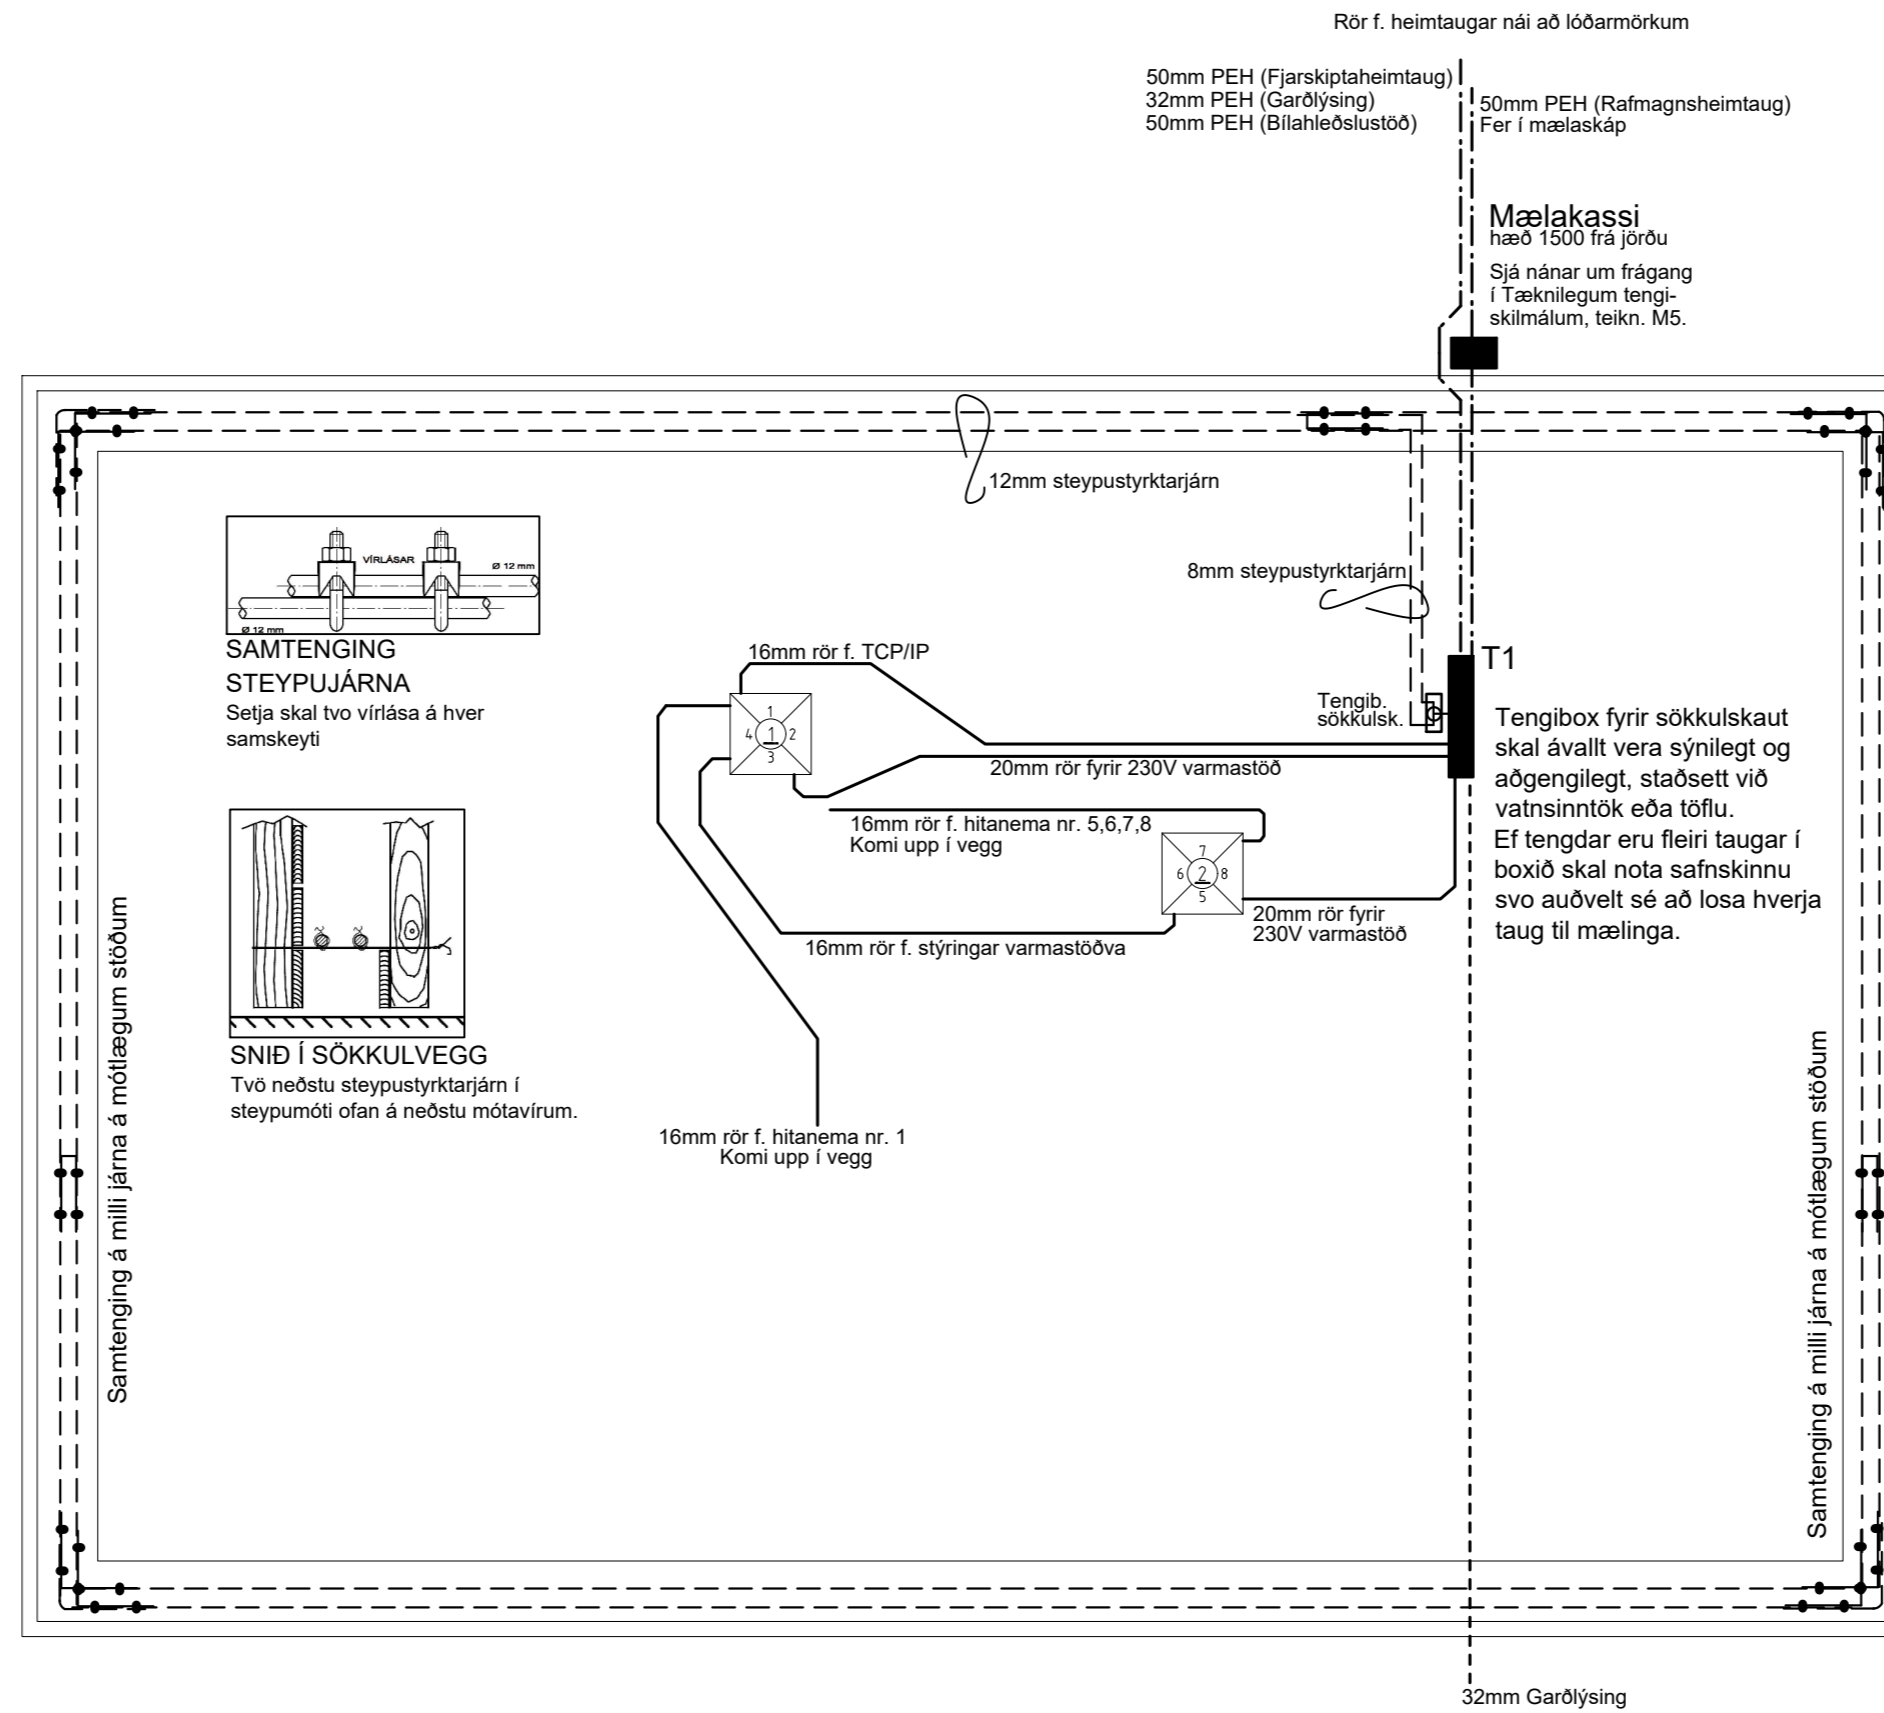 Rör f. heimtaugar nái að lóðarmörkum
50mm PEH (Fjarskiptaheimtaug)
32mm PEH (Garðlýsing)
50mm PEH (Bílahleðslustöð)
50mm PEH (Rafmagnsheimtaug)
Fer í mælaskáp
Mælakassi
hæð 1500 frá jörðu
Sjá nánar um frágang
í Tæknilegum tengi-
skilmálum, teikn. M5.
12mm steypustyrktarjárn
8mm steypustyrktarjárn
VÍRLÁSAR
Ø 12 mm
Ø 12 mm
SAMTENGING
STEYPUJÁRNA
Setja skal tvo vírlása á hver
samskeyti
16mm rör f. TCP/IP
1
4 1 2
3
T1
Tengib.
sökkulsk.
Tengibox fyrir sökkulskaut
skal ávallt vera sýnilegt og
aðgengilegt, staðsett við
vatnsinntök eða töflu.
Ef tengdar eru fleiri taugar í
boxið skal nota safnskinnu
svo auðvelt sé að losa hverja
taug til mælinga.
20mm rör fyrir 230V varmastöð
16mm rör f. hitanema nr. 5,6,7,8
Komi upp í vegg
7
6 2 8
5
20mm rör fyrir
230V varmastöð
16mm rör f. stýringar varmastöðva
SNIÐ Í SÖKKULVEGG
Tvö neðstu steypustyrktarjárn í
steypumóti ofan á neðstu mótavírum.
16mm rör f. hitanema nr. 1
Komi upp í vegg
Samtenging á milli járna á mótlægum stöðum
Samtenging á milli járna á mótlægum stöðum
32mm Garðlýsing